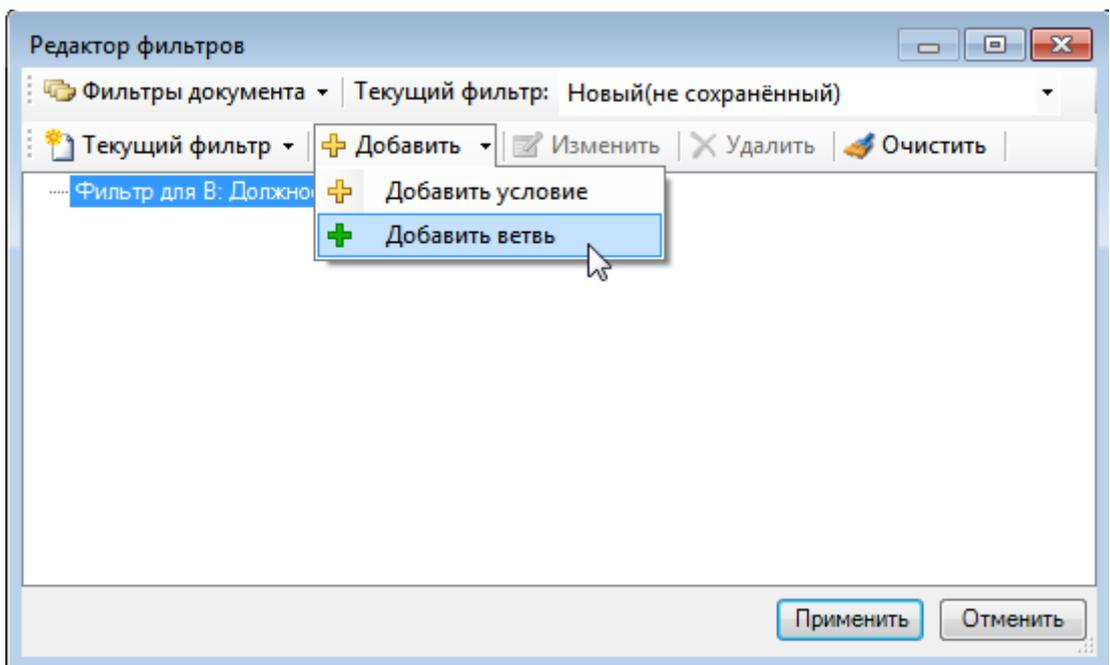 Редактор фильтров
Фильтры документа Текущий фильтр: Новый(не сохранённый)
Текущий фильтр Добавить Изменить Удалить Очистить
Фильтр для В: Должно
Добавить условие
Добавить ветвь
Применить Отменить